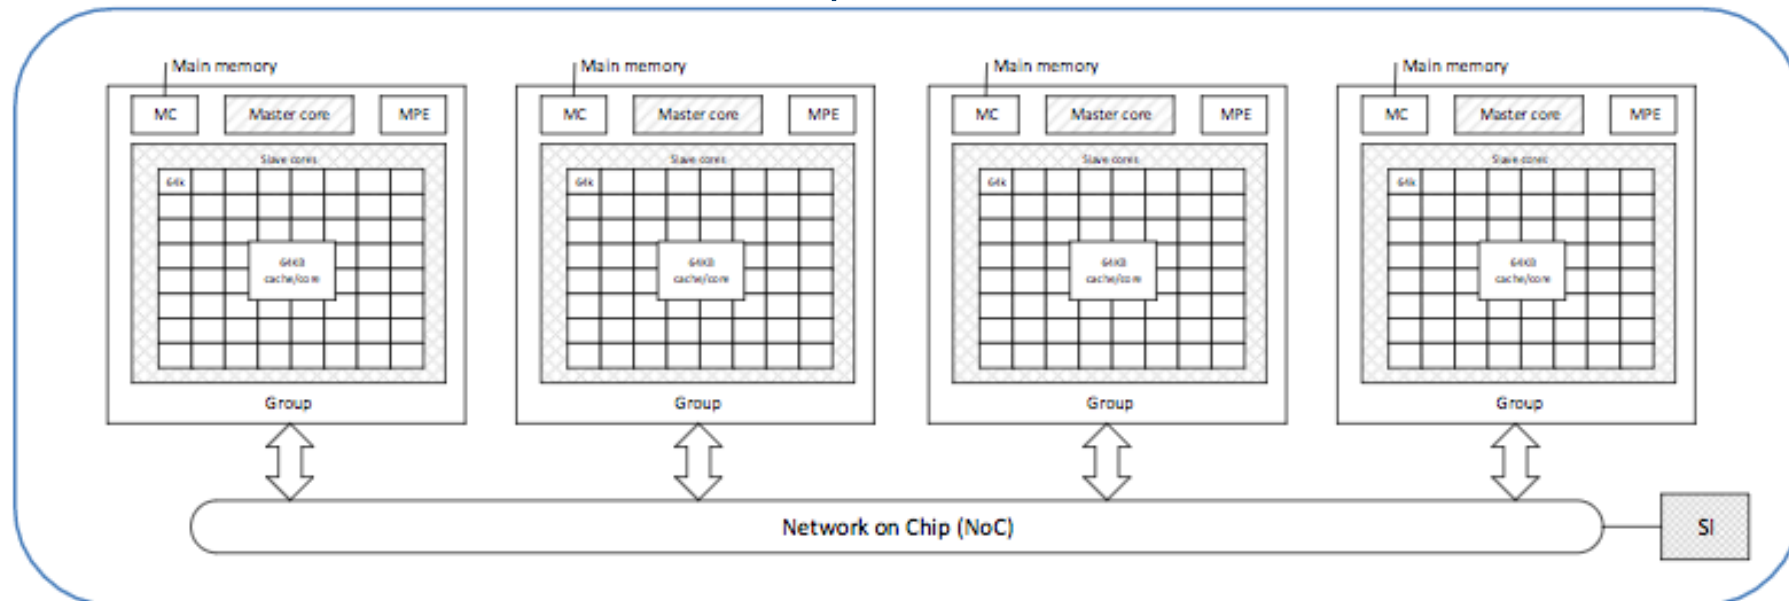 Main memory
Main memory
Main memory
Main memory
MC Master core MPE
MC Master core MPE
MC Master core MPE
MC Master core MPE
Slave cores
Slave cores
Slave cores
Slave cores
64k
64k
64k
64k
64KB
cache/core
64KB
cache/core
64KB
cache/core
64KB
cache/core
Group
Group
Group
Group
Network on Chip (NoC)
SI